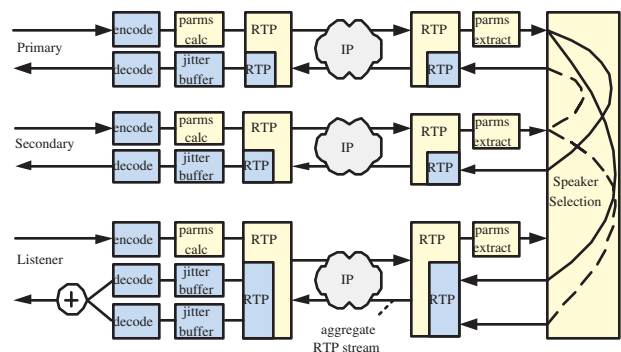 encode
parms
calc
RTP
IP
RTP
parms
extract
Primary
decode
jitter
buffer
RTP
RTP
encode
parms
calc
RTP
IP
RTP
parms
extract
Secondary
decode
jitter
buffer
RTP
RTP
Speaker
Selection
encode
parms
calc
RTP
IP
RTP
parms
extract
Listener
decode
jitter
buffer
RTP
RTP
+
decode
jitter
buffer
aggregate
RTP stream